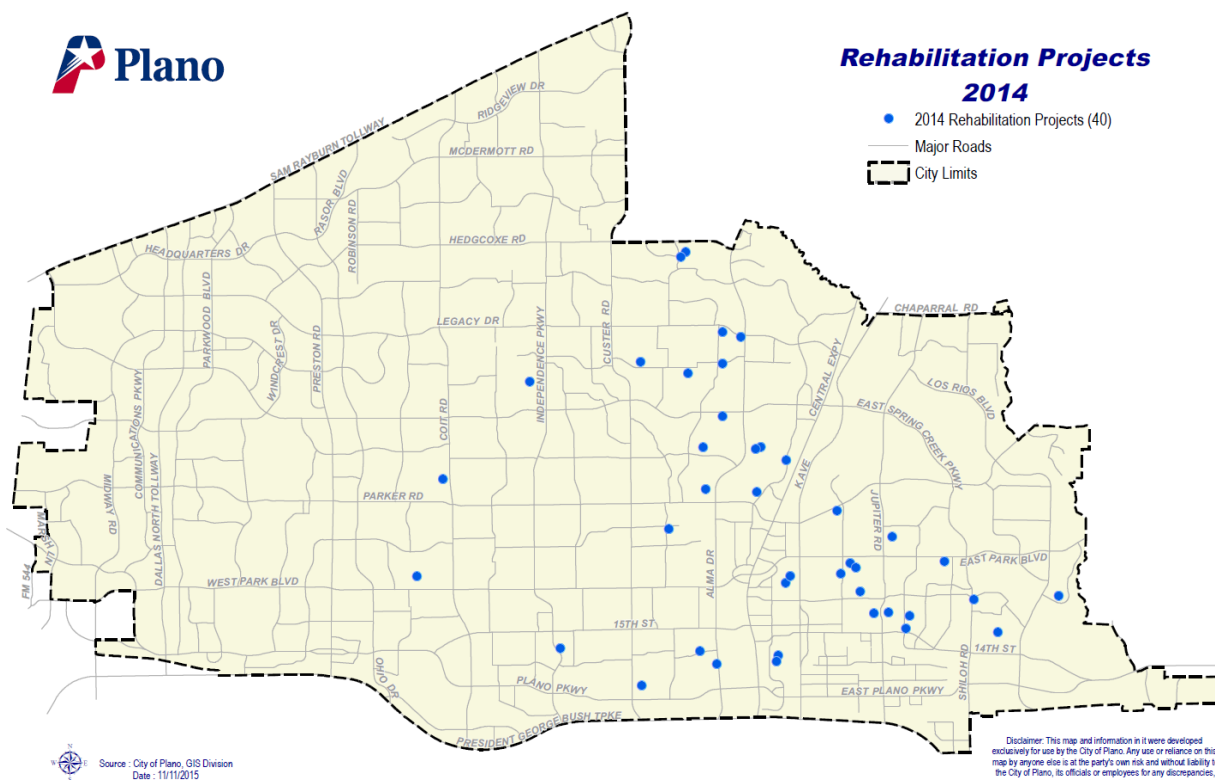 Plano
Rehabilitation Projects
2014
2014 Rehabilitation Projects (40)
Major Roads
City Limits
RIDGEVIEW DR
SAM RAYBURN TOLLWAY
MCDERMOTT RD
RASOR BLVD
ROBINSON RD
HEADQUARTERS DR
HEDGCOXE RD
PARKWOOD BLVD
WINDCREST DR
PRESTON RD
LEGACY DR
INDEPENDENCE PKWY
CUSTER RD
CHAPARRAL RD
CENTRAL EXPY
LOS RIOS BLVD
COMMUNICATIONS PKWY
COIT RD
EAST SPRING CREEK PKWY
MIDWAY RD
DALLAS NORTH TOLLWAY
PARKER RD
K AVE
JUPITER RD
MARSH LN
FM 544
WEST PARK BLVD
ALMA DR
EAST PARK BLVD
15TH ST
14TH ST
OHIO DR
PLANO PKWY
SHILOH RD
EAST PLANO PKWY
PRESIDENT GEORGE BUSH TPKE
N
Source : City of Plano, GIS Division
Date : 11/11/2015
Disclaimer: This map and information in it were developed
exclusively for use by the City of Plano. Any use or reliance on this
map by anyone else is at the party's own risk and without liability to
the City of Plano, its officials or employees for any discrepancies,